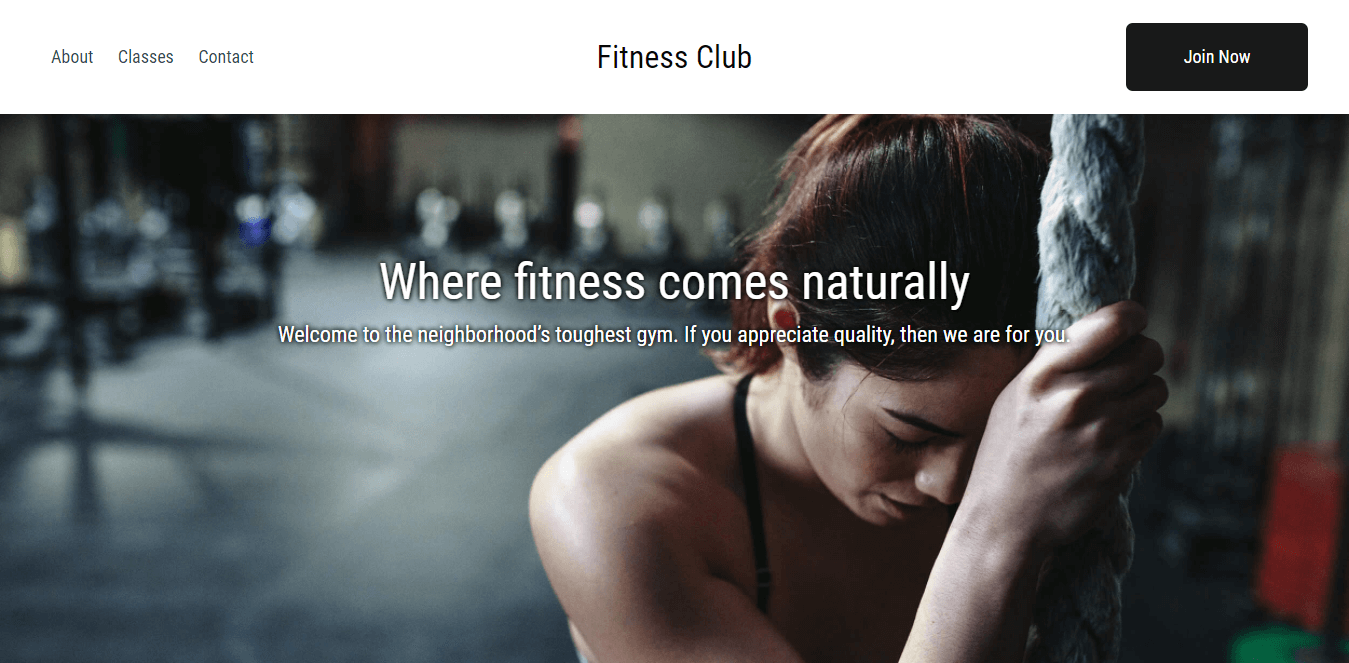 About Classes Contact Fitness Club Join Now
Where fitness comes naturally
Welcome to the neighborhood’s toughest gym. If you appreciate quality, then we are for you.